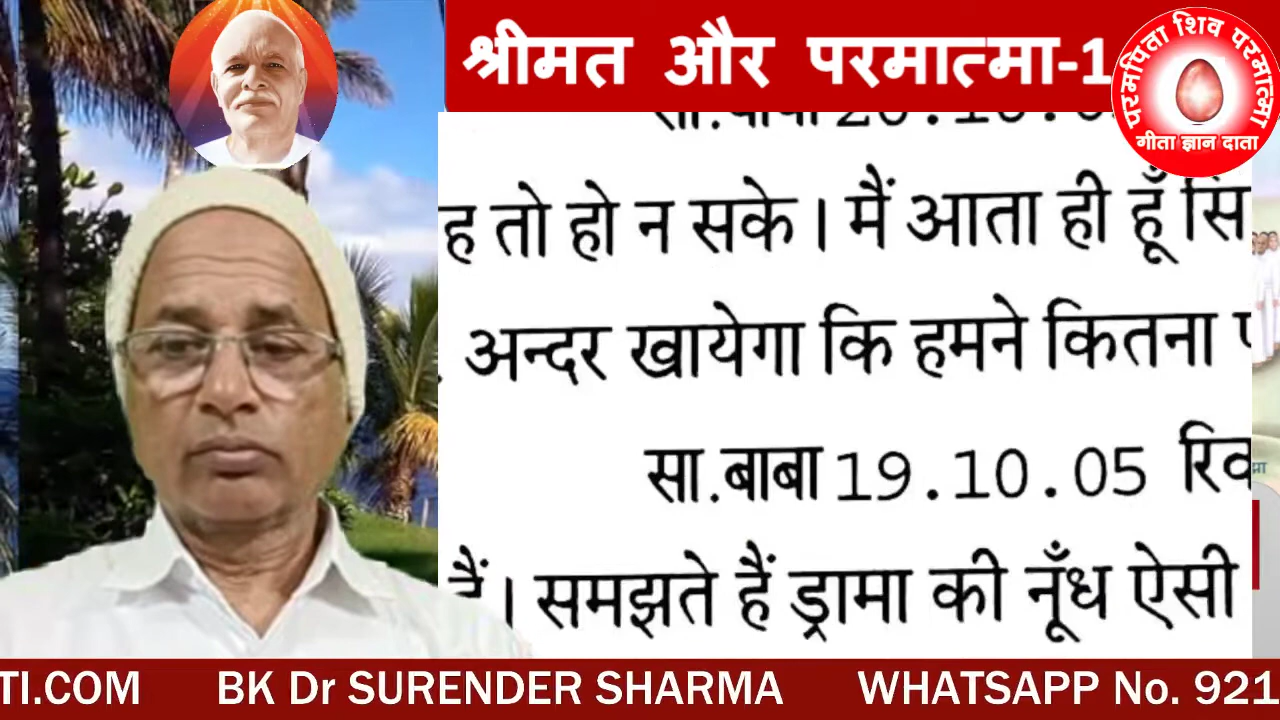 श्रीमत और परमात्मा-1
परमपिता शिव परमात्मा
गीता ज्ञान दाता
तो हो न सके। मैं आता ही हूँ
अन्दर खायेगा कि हमने कितना
सा.बाबा 19.10.05
हैं। समझते हैं ड्रामा की नूँध ऐसी
TI.COM BK Dr SURENDER SHARMA WHATSAPP No. 921